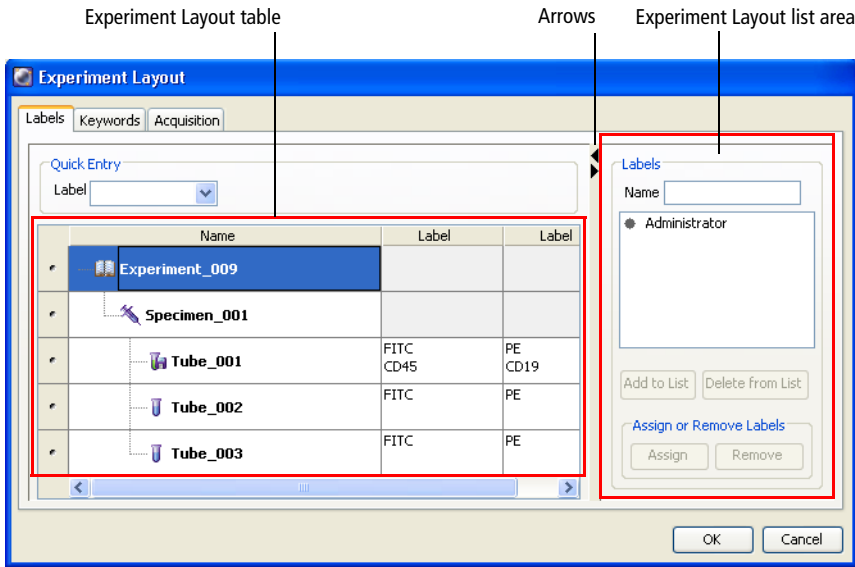 Experiment Layout table
Arrows
Experiment Layout list area
Experiment Layout
Labels Keywords Acquisition
Quick Entry
Label
Labels
Name
Administrator
Name Label Label
Experiment_009
Specimen_001
Tube_001
FITC
CD45
PE
CD19
Tube_002
FITC
PE
Tube_003
FITC
PE
Add to List Delete from List
Assign or Remove Labels
Assign Remove
OK Cancel